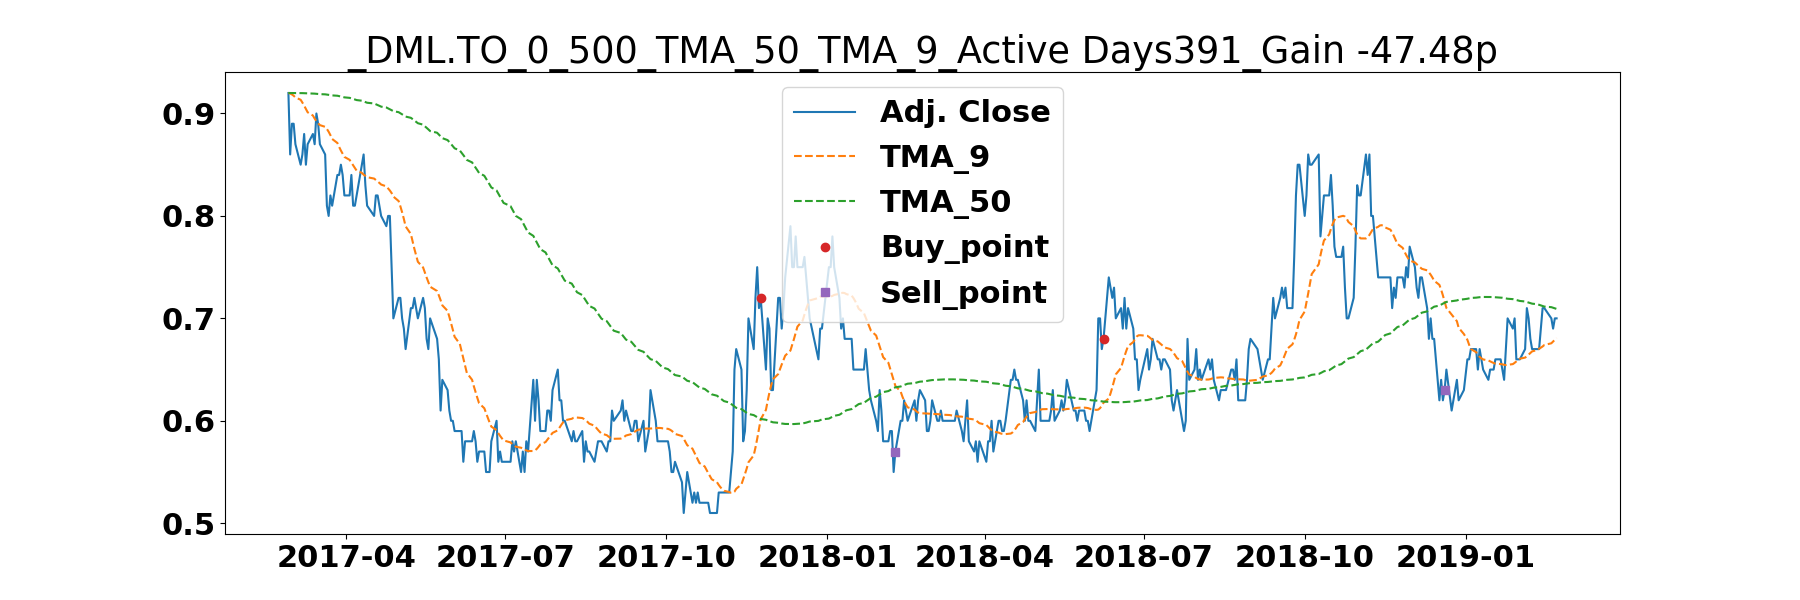 _DML.TO_0_500_TMA_50_TMA_9_Active Days391_Gain -47.48p
Adj. Close
TMA_9
TMA_50
Buy_point
Sell_point
0.9
0.8
0.7
0.6
0.5
2017-04 2017-07 2017-10 2018-01 2018-04 2018-07 2018-10 2019-01